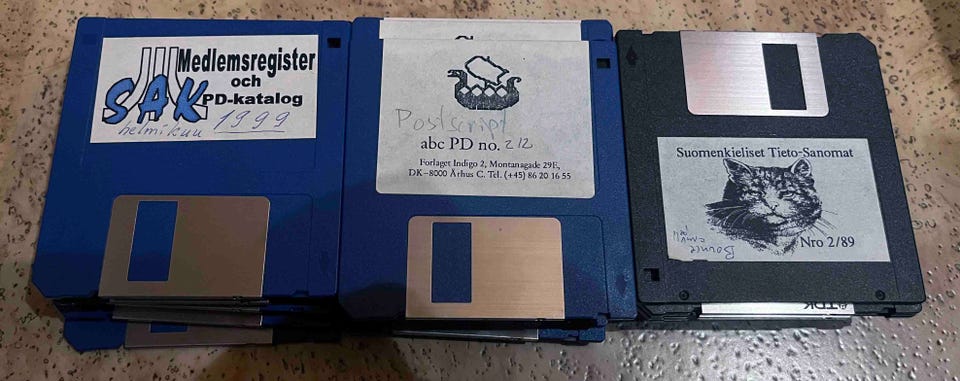 Medlemsregister
och
SAK PD-katalog
helmikuu 1999
Postscript
abc PD no. 212
Forlaget Indigo 2, Montanagade 29E,
DK-8000 Århus C. Tel. (+45) 86 20 16 55
Suomenkieliset Tieto-Sanomat
Nro 2/89
Bounce
TDK